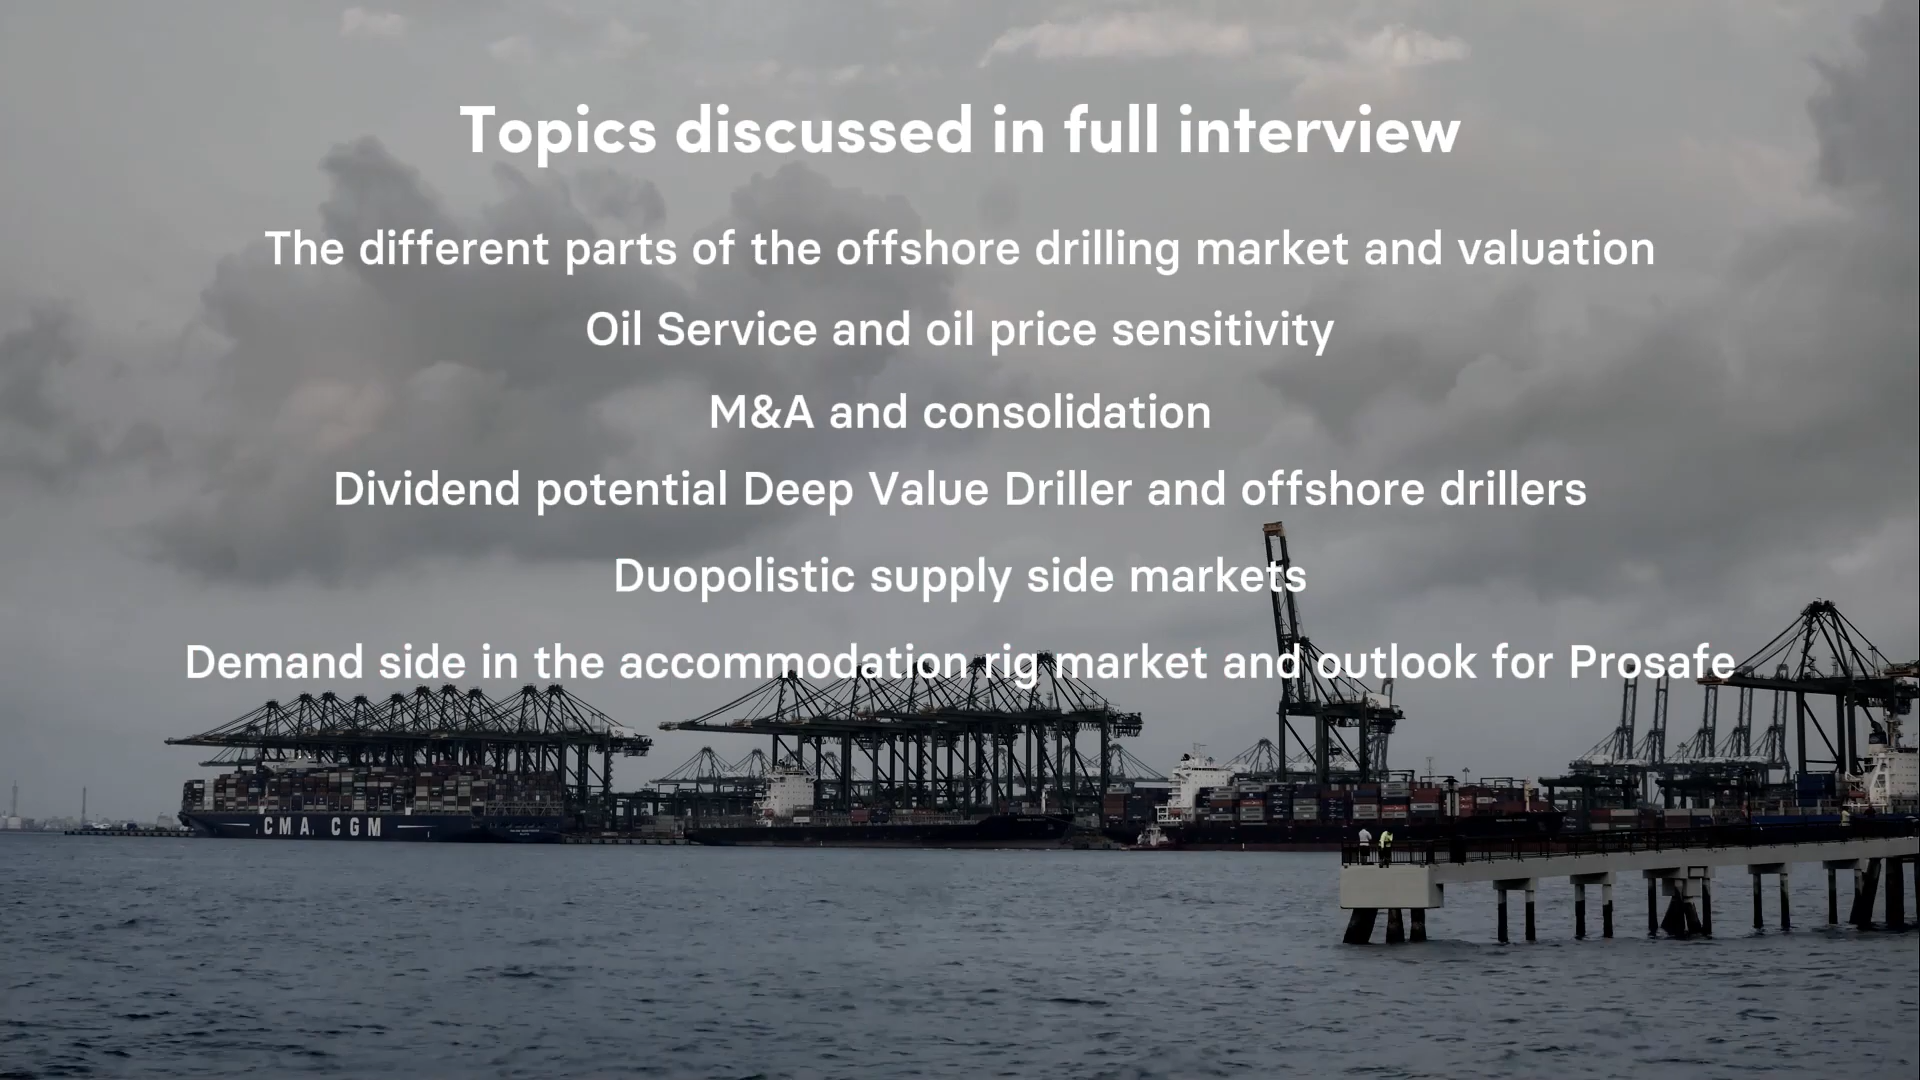 Topics discussed in full interview
The different parts of the offshore drilling market and valuation
Oil Service and oil price sensitivity
M&A and consolidation
Dividend potential Deep Value Driller and offshore drillers
Duopolistic supply side markets
Demand side in the accommodation rig market and outlook for Prosafe
CMA CGM